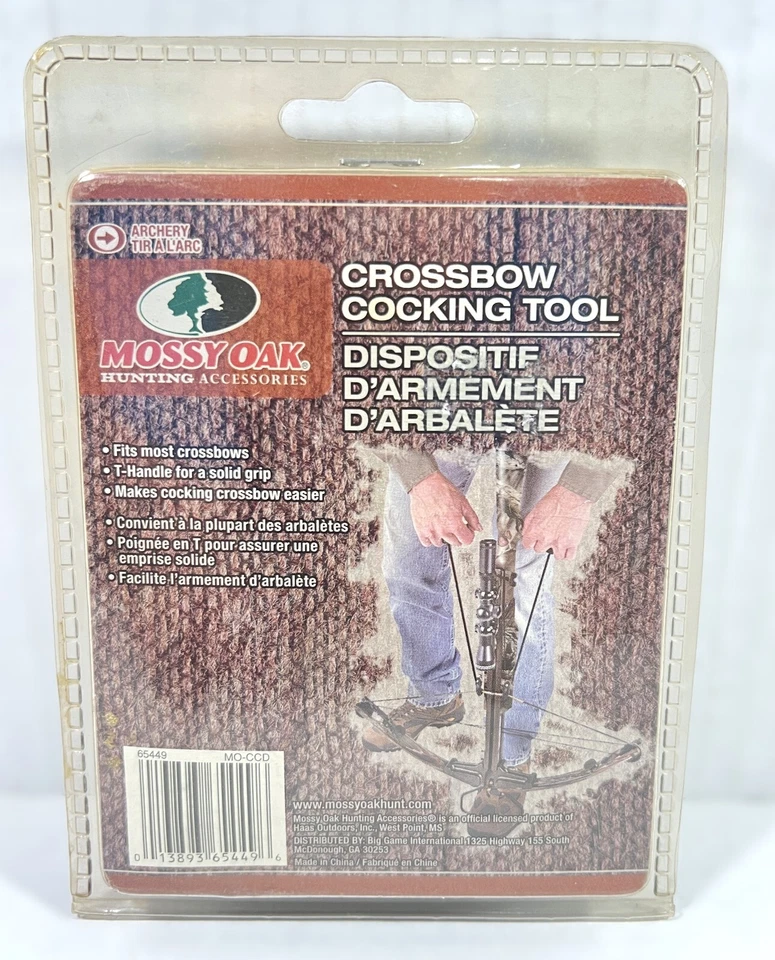 ARCHERY
TIR À L'ARC
MOSSY OAK®
HUNTING ACCESSORIES
CROSSBOW
COCKING TOOL
DISPOSITIF
D'ARMEMENT
D'ARBALÈTE
• Fits most crossbows
• T-Handle for a solid grip
• Makes cocking crossbow easier
• Convient à la plupart des arbalètes
• Poignée en T pour assurer une
emprise solide
• Facilite l'armement d'arbalète
65449 MO-CCD
0 13893 65449 6
www.mossyoakhunt.com
Mossy Oak Hunting Accessories® is an official licensed product of
Haas Outdoors, Inc., West Point, MS
DISTRIBUTED BY: Big Game International 1325 Highway 155 South
McDonough, GA 30253
Made in China / Fabriqué en Chine